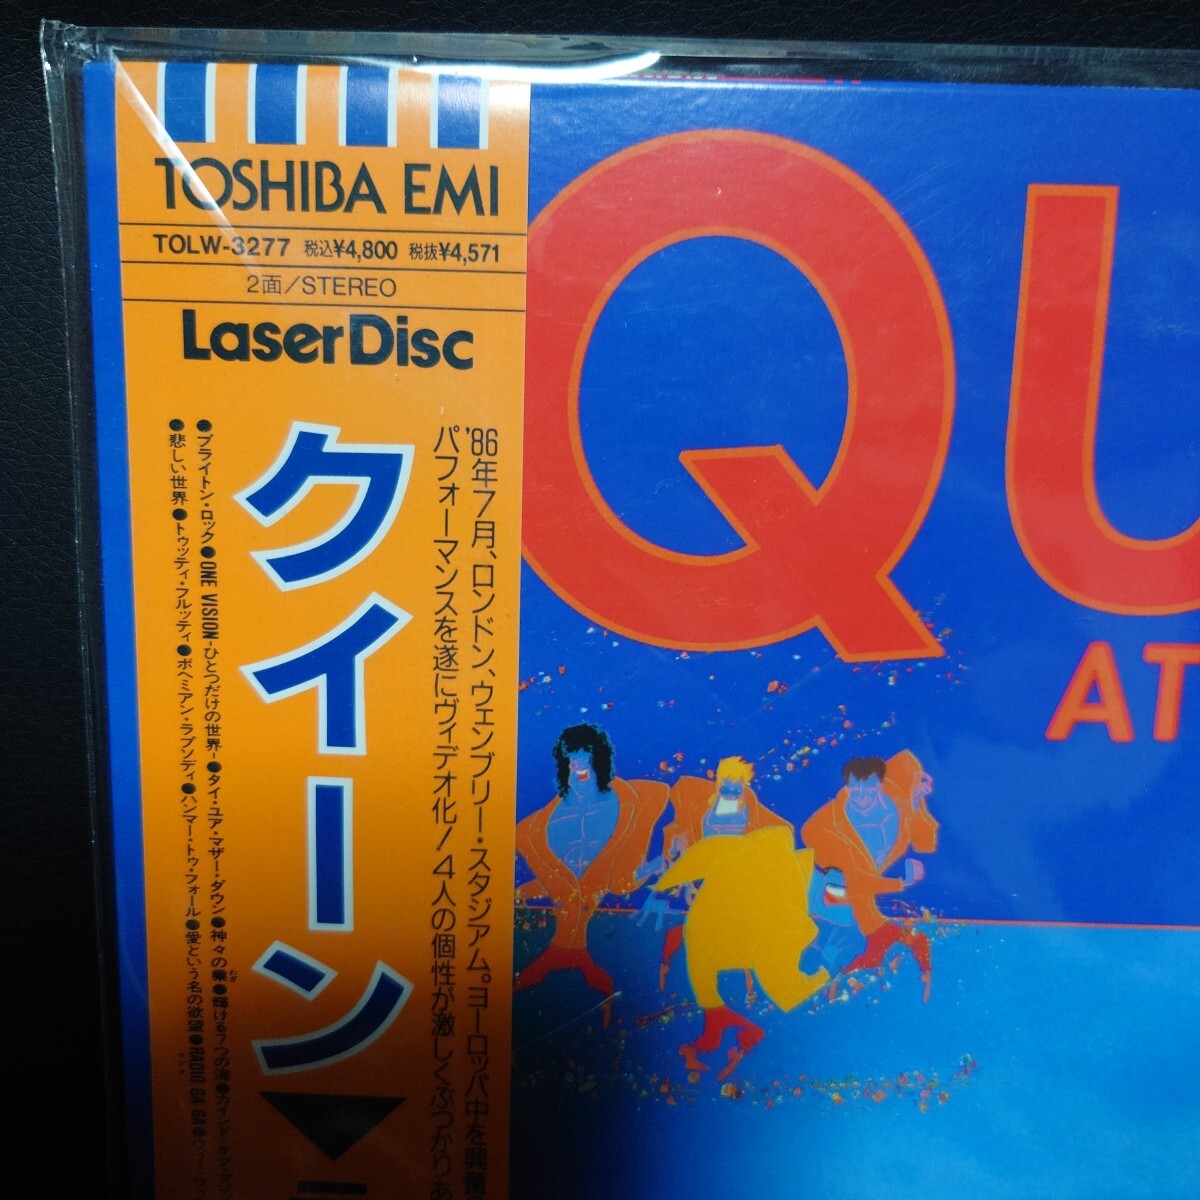 TOSHIBA EMI
TOLW-3277 税込¥4,800 税抜¥4,571
2面/STEREO
LaserDisc
'86年7月、ロンドン、ウェンブリー・スタジアム。ヨーロッパ中を興奮
パフォーマンスを遂にヴィデオ化!4人の個性が激しくぶつかりあ
クイーン▼
●ブライトン・ロック●ONE VISION-ひとつだけの世界-●タイ・ユア・マザー・ダウン●神々の業●輝ける7つの海●カインド・オブ・
わざ
●悲しい世界●トゥッティ・フルッティ●ボヘミアン・ラプソディ●ハンマー・トゥ・フォール●愛という名の欲望●RADIO GA GA●
QU
AT